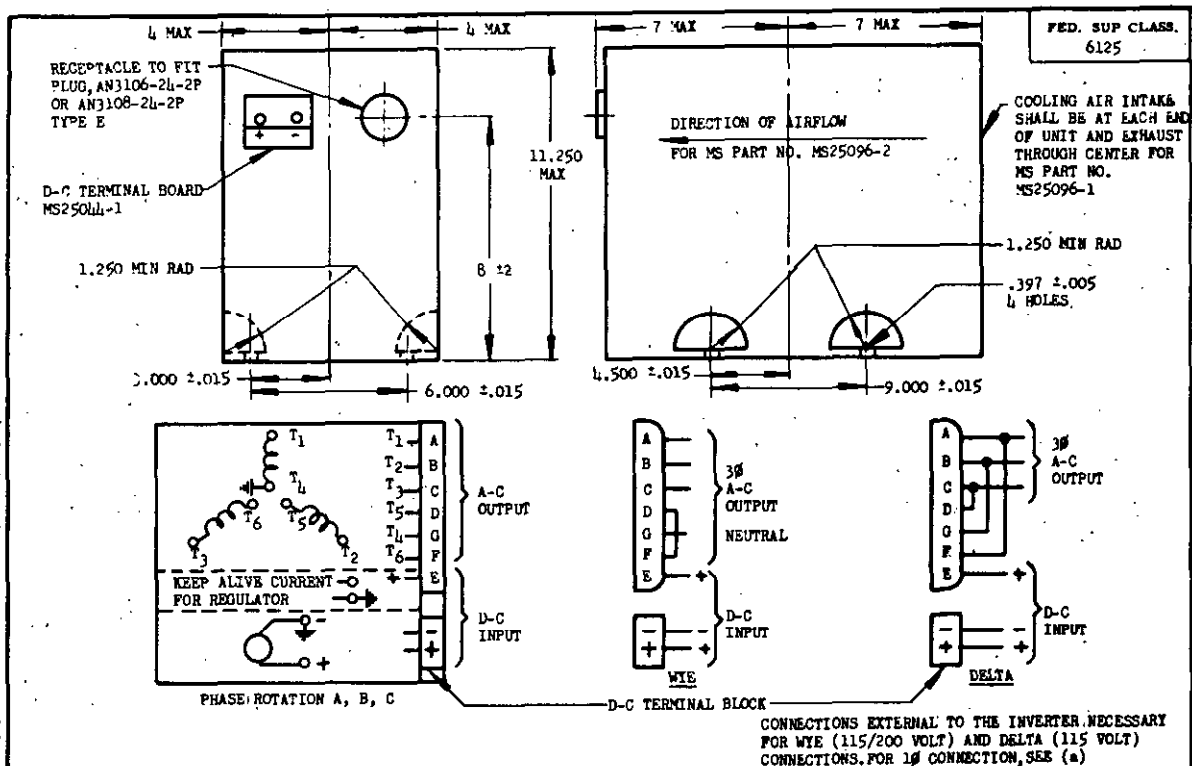 4 MAX
4 MAX
7 MAX
7 MAX
FED. SUP CLASS.
6125
RECEPTACLE TO FIT
PLUG, AN3106-24-2P
OR AN3108-24-2P
TYPE E
+ -
D-C TERMINAL BOARD
MS25044-1
1.250 MIN RAD
11.250
MAX
8 ±2
DIRECTION OF AIRFLOW
FOR MS PART NO. MS25096-2
COOLING AIR INTAKE
SHALL BE AT EACH END
OF UNIT AND EXHAUST
THROUGH CENTER FOR
MS PART NO.
MS25096-1
1.250 MIN RAD
.397 ±.005
4 HOLES
.000 ±.015
6.000 ±.015
4.500 ±.015
9.000 ±.015
T1
T4
T6
T5
T3
T2
T1 A
T2 B
T3 C
T5 D
T4 G
T6 F
+ E
A-C
OUTPUT
KEEP ALIVE CURRENT
FOR REGULATOR
-
+
-
+
D-C
INPUT
PHASE ROTATION A, B, C
A
B
C
D
G
F
E +
3Ø
A-C
OUTPUT
NEUTRAL
- -
+ +
D-C
INPUT
WYE
A
B
C
D
G
F
E +
3Ø
A-C
OUTPUT
- -
+ +
D-C
INPUT
DELTA
D-C TERMINAL BLOCK
CONNECTIONS EXTERNAL TO THE INVERTER NECESSARY
FOR WYE (115/200 VOLT) AND DELTA (115 VOLT)
CONNECTIONS. FOR 1Ø CONNECTION, SEE (a)